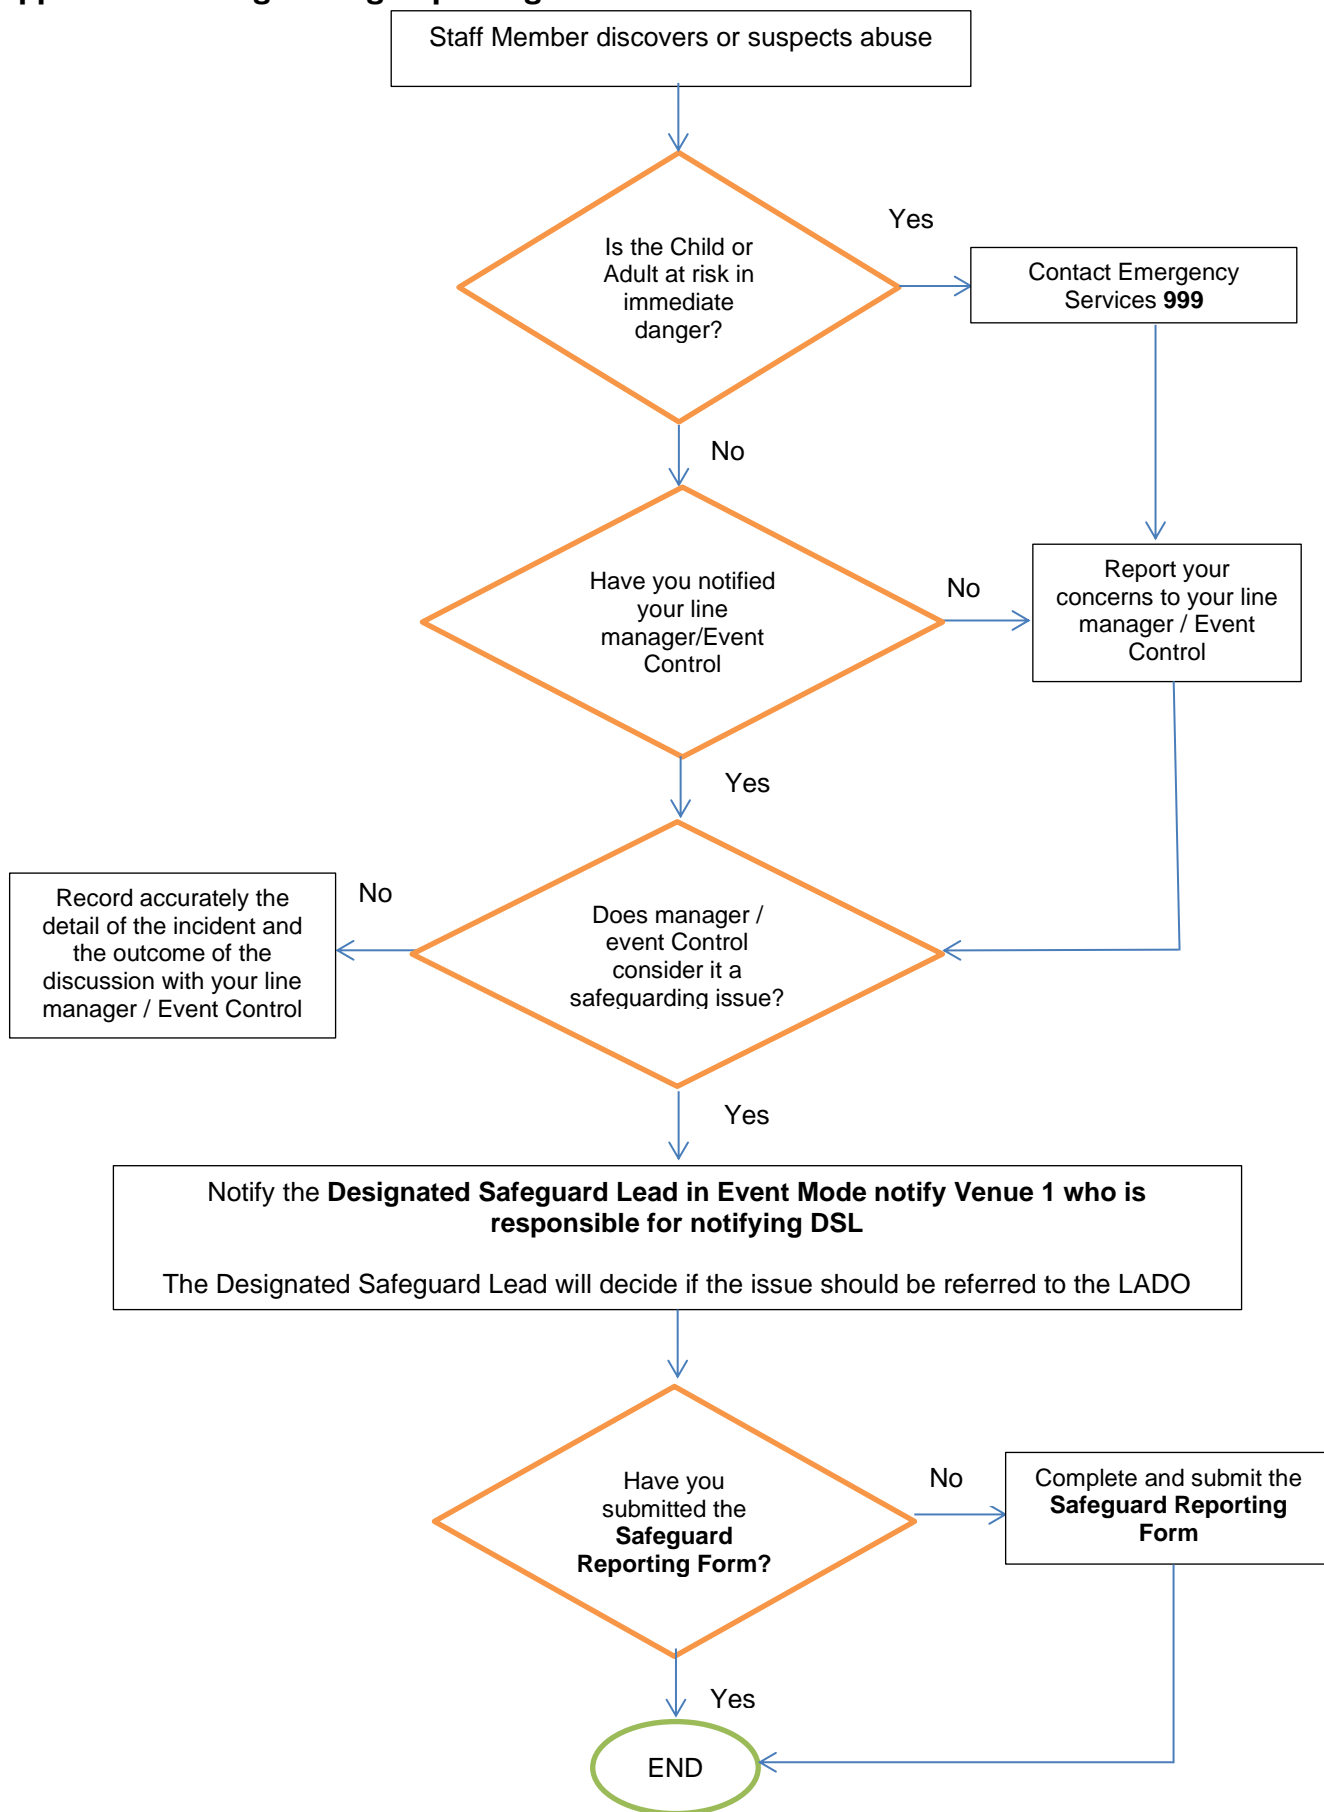 Staff Member discovers or suspects abuse
Yes
Is the Child or
Adult at risk in
immediate
danger?
Contact Emergency
Services 999
No
Have you notified
your line
manager/Event
Control
No
Report your
concerns to your line
manager / Event
Control
Yes
Record accurately the
detail of the incident and
the outcome of the
discussion with your line
manager / Event Control
No
Does manager /
event Control
consider it a
safeguarding issue?
Yes
Notify the Designated Safeguard Lead in Event Mode notify Venue 1 who is
responsible for notifying DSL
The Designated Safeguard Lead will decide if the issue should be referred to the LADO
Have you
submitted the
Safeguard
Reporting Form?
No
Complete and submit the
Safeguard Reporting
Form
Yes
END